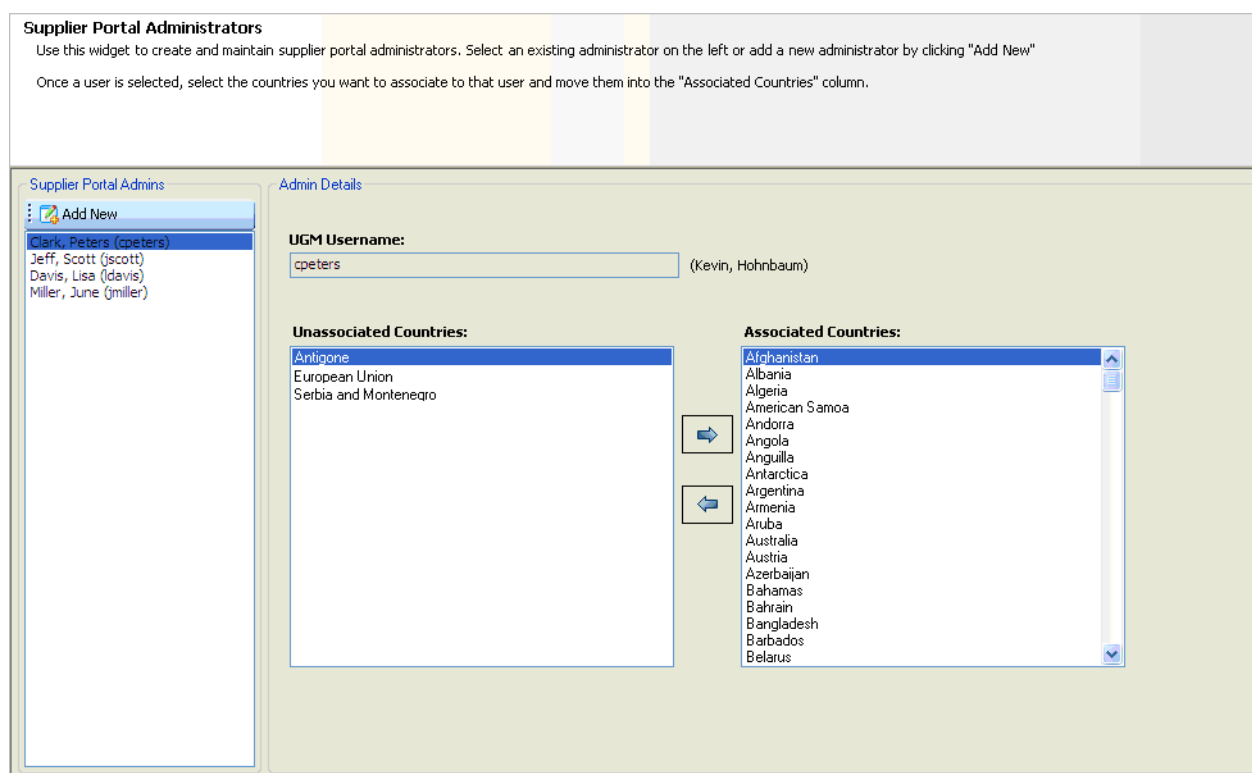 Supplier Portal Administrators
Use this widget to create and maintain supplier portal administrators. Select an existing administrator on the left or add a new administrator by clicking "Add New"
Once a user is selected, select the countries you want to associate to that user and move them into the "Associated Countries" column.
Supplier Portal Admins
Add New
Clark, Peters (cpeters)
Jeff, Scott (jscott)
Davis, Lisa (ldavis)
Miller, June (jmiller)
Admin Details
UGM Username:
cpeters (Kevin, Hohnbaum)
Unassociated Countries:
Antigone
European Union
Serbia and Montenegro
Associated Countries:
Afghanistan
Albania
Algeria
American Samoa
Andorra
Angola
Anguilla
Antarctica
Argentina
Armenia
Aruba
Australia
Austria
Azerbaijan
Bahamas
Bahrain
Bangladesh
Barbados
Belarus